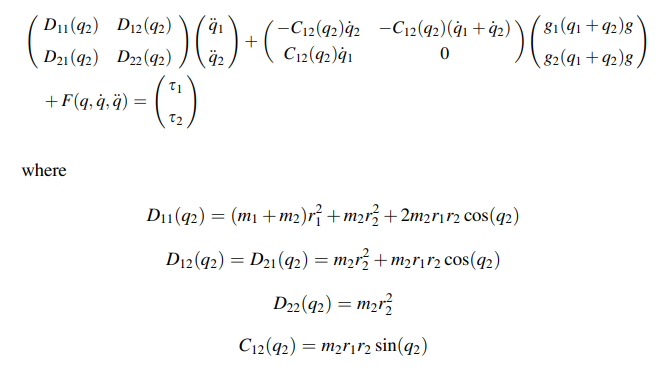 ( D₁₁(q₂) D₁₂(q₂) ; D₂₁(q₂) D₂₂(q₂) ) ( q̈₁ ; q̈₂ ) + ( −C₁₂(q₂)q̇₂ −C₁₂(q₂)(q̇₁ + q̇₂) ; C₁₂(q₂)q̇₁ 0 ) ( g₁(q₁ + q₂)g ; g₂(q₁ + q₂)g )
+ F(q, q̇, q̈) = ( τ₁ ; τ₂ )
where
D₁₁(q₂) = (m₁ + m₂)r₁² + m₂r₂² + 2m₂r₁r₂ cos(q₂)
D₁₂(q₂) = D₂₁(q₂) = m₂r₂² + m₂r₁r₂ cos(q₂)
D₂₂(q₂) = m₂r₂²
C₁₂(q₂) = m₂r₁r₂ sin(q₂)